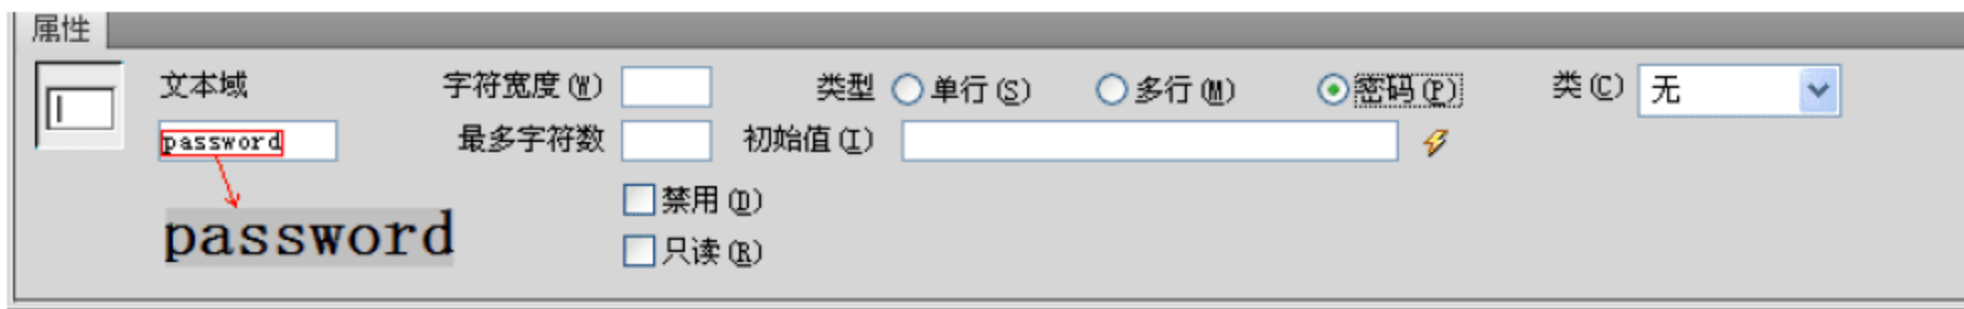 属性
文本域 字符宽度(W) 类型 单行(S) 多行(M) 密码(P) 类(C) 无
password 最多字符数 初始值(I)
禁用(D)
password
只读(R)